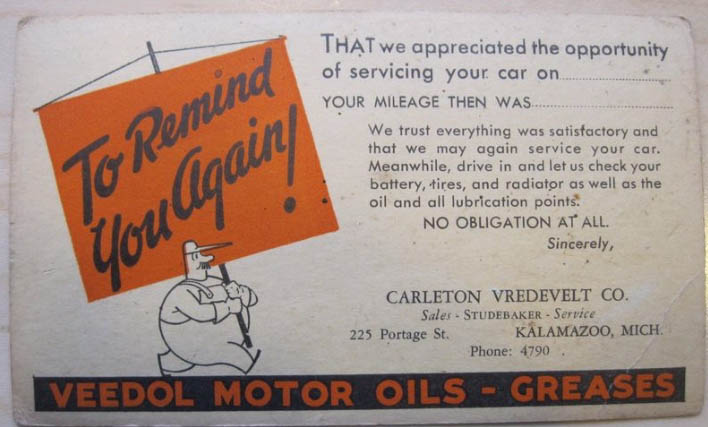 To Remind
You Again!
THAT we appreciated the opportunity
of servicing your car on
YOUR MILEAGE THEN WAS
We trust everything was satisfactory and
that we may again service your car.
Meanwhile, drive in and let us check your
battery, tires, and radiator as well as the
oil and all lubrication points.
NO OBLIGATION AT ALL.
Sincerely,
CARLETON VREDEVELT CO.
Sales - STUDEBAKER - Service
225 Portage St. KALAMAZOO, MICH.
Phone: 4790
VEEDOL MOTOR OILS - GREASES